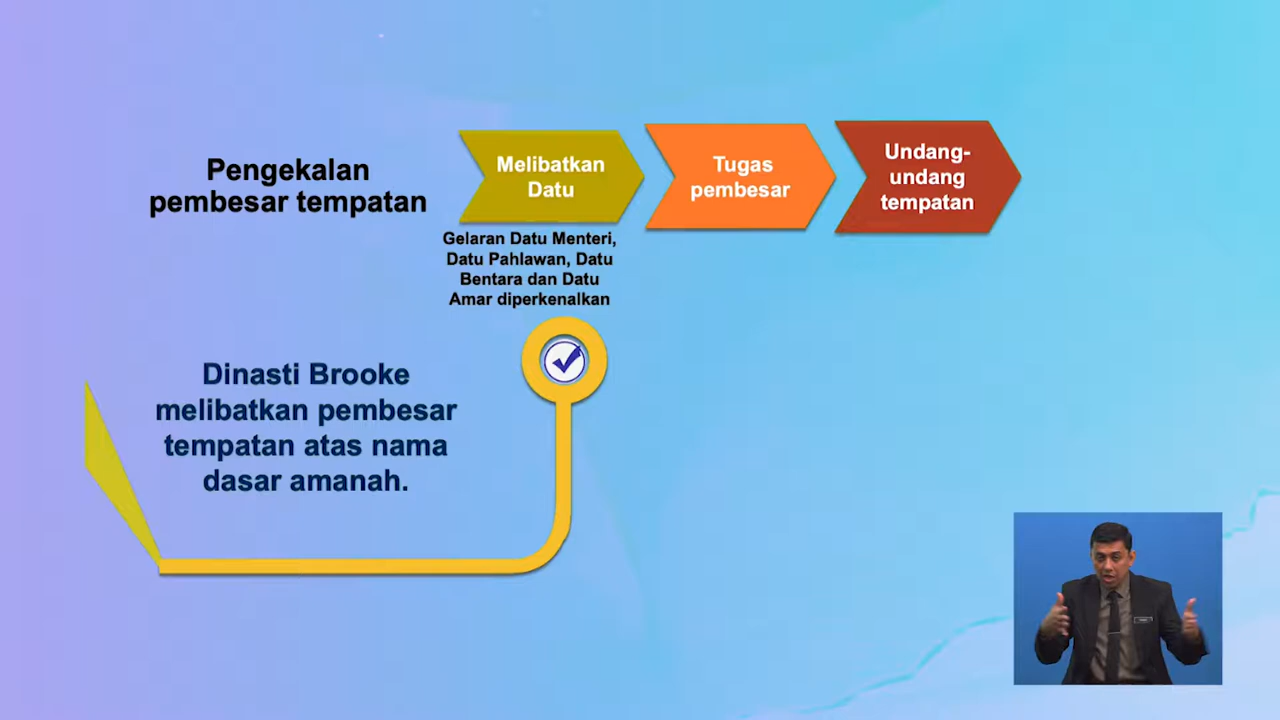 Pengekalan
pembesar tempatan
Melibatkan
Datu
Tugas
pembesar
Undang-
undang
tempatan
Gelaran Datu Menteri,
Datu Pahlawan, Datu
Bentara dan Datu
Amar diperkenalkan
Dinasti Brooke
melibatkan pembesar
tempatan atas nama
dasar amanah.